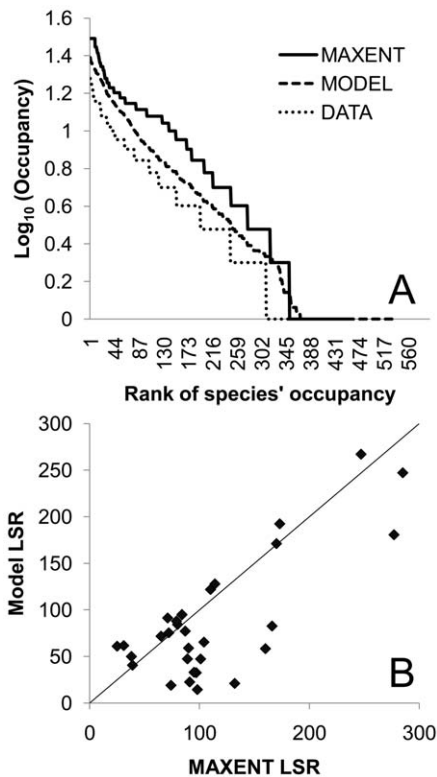 1.6
1.4
1.2
1
0.8
0.6
0.4
0.2
0
Log10 (Occupancy)
MAXENT
MODEL
DATA
A
1 44 87 130 173 216 259 302 345 388 431 474 517 560
Rank of species' occupancy
300
250
200
150
100
50
0
Model LSR
B
0 100 200 300
MAXENT LSR